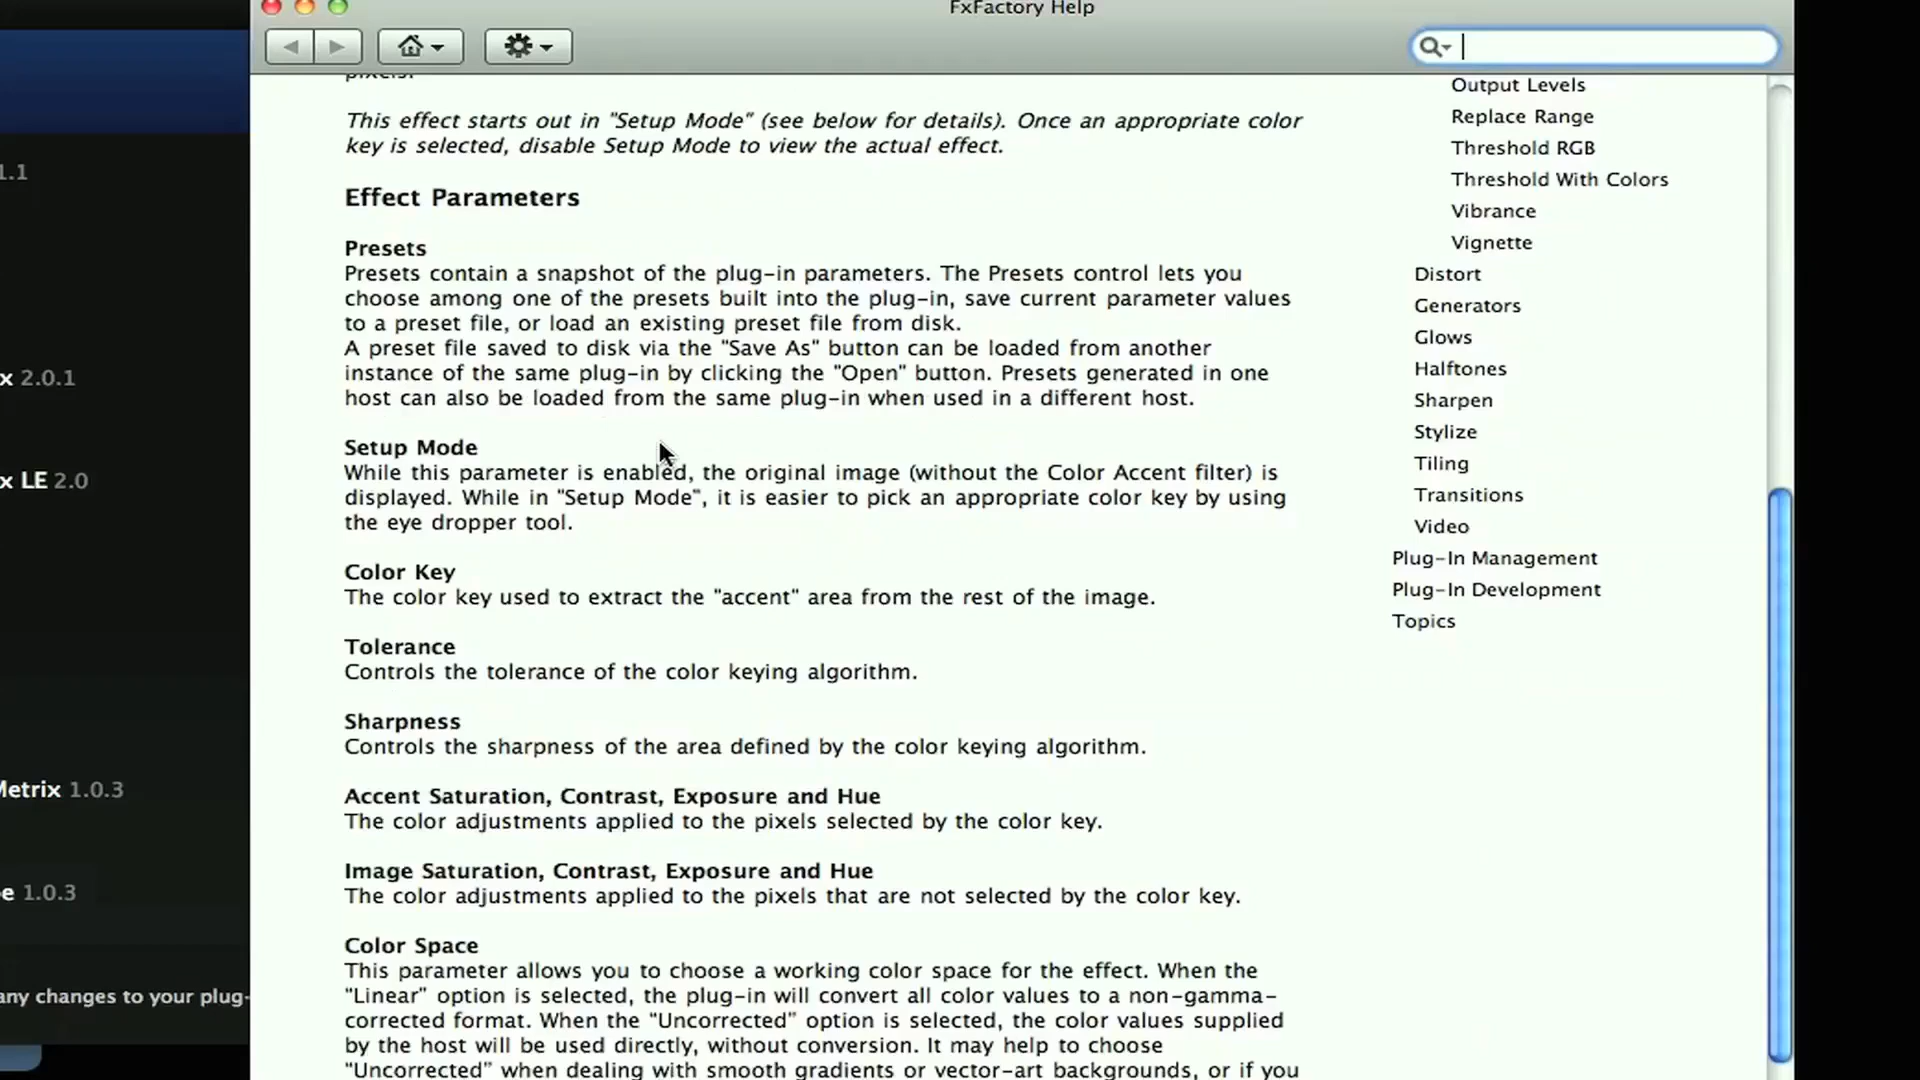 FxFactory Help
1.1
x 2.0.1
x LE 2.0
Metrix 1.0.3
e 1.0.3
any changes to your plug-
This effect starts out in "Setup Mode" (see below for details). Once an appropriate color
key is selected, disable Setup Mode to view the actual effect.
Effect Parameters
Presets
Presets contain a snapshot of the plug-in parameters. The Presets control lets you
choose among one of the presets built into the plug-in, save current parameter values
to a preset file, or load an existing preset file from disk.
A preset file saved to disk via the "Save As" button can be loaded from another
instance of the same plug-in by clicking the "Open" button. Presets generated in one
host can also be loaded from the same plug-in when used in a different host.
Setup Mode
While this parameter is enabled, the original image (without the Color Accent filter) is
displayed. While in "Setup Mode", it is easier to pick an appropriate color key by using
the eye dropper tool.
Color Key
The color key used to extract the "accent" area from the rest of the image.
Tolerance
Controls the tolerance of the color keying algorithm.
Sharpness
Controls the sharpness of the area defined by the color keying algorithm.
Accent Saturation, Contrast, Exposure and Hue
The color adjustments applied to the pixels selected by the color key.
Image Saturation, Contrast, Exposure and Hue
The color adjustments applied to the pixels that are not selected by the color key.
Color Space
This parameter allows you to choose a working color space for the effect. When the
"Linear" option is selected, the plug-in will convert all color values to a non-gamma-
corrected format. When the "Uncorrected" option is selected, the color values supplied
by the host will be used directly, without conversion. It may help to choose
"Uncorrected" when dealing with smooth gradients or vector-art backgrounds, or if you
Output Levels
Replace Range
Threshold RGB
Threshold With Colors
Vibrance
Vignette
Distort
Generators
Glows
Halftones
Sharpen
Stylize
Tiling
Transitions
Video
Plug-In Management
Plug-In Development
Topics